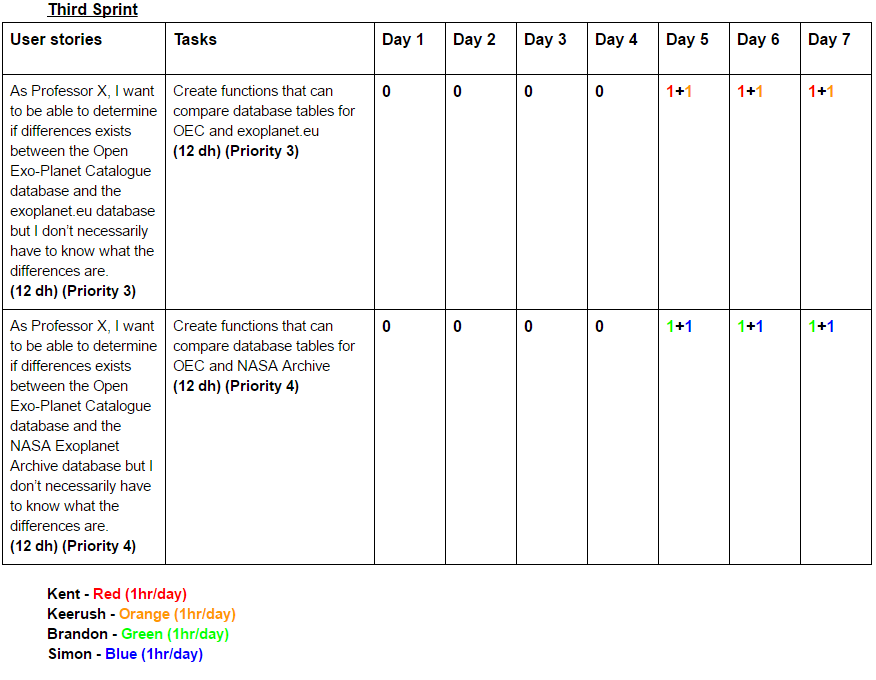 Third Sprint
User stories
Tasks
Day 1
Day 2
Day 3
Day 4
Day 5
Day 6
Day 7
As Professor X, I want
to be able to determine
if differences exists
between the Open
Exo-Planet Catalogue
database and the
exoplanet.eu database
but I don’t necessarily
have to know what the
differences are.
(12 dh) (Priority 3)
Create functions that can
compare database tables for
OEC and exoplanet.eu
(12 dh) (Priority 3)
0
0
0
0
1+1
1+1
1+1
As Professor X, I want
to be able to determine
if differences exists
between the Open
Exo-Planet Catalogue
database and the
NASA Exoplanet
Archive database but I
don’t necessarily have
to know what the
differences are.
(12 dh) (Priority 4)
Create functions that can
compare database tables for
OEC and NASA Archive
(12 dh) (Priority 4)
0
0
0
0
1+1
1+1
1+1
Kent - Red (1hr/day)
Keerush - Orange (1hr/day)
Brandon - Green (1hr/day)
Simon - Blue (1hr/day)